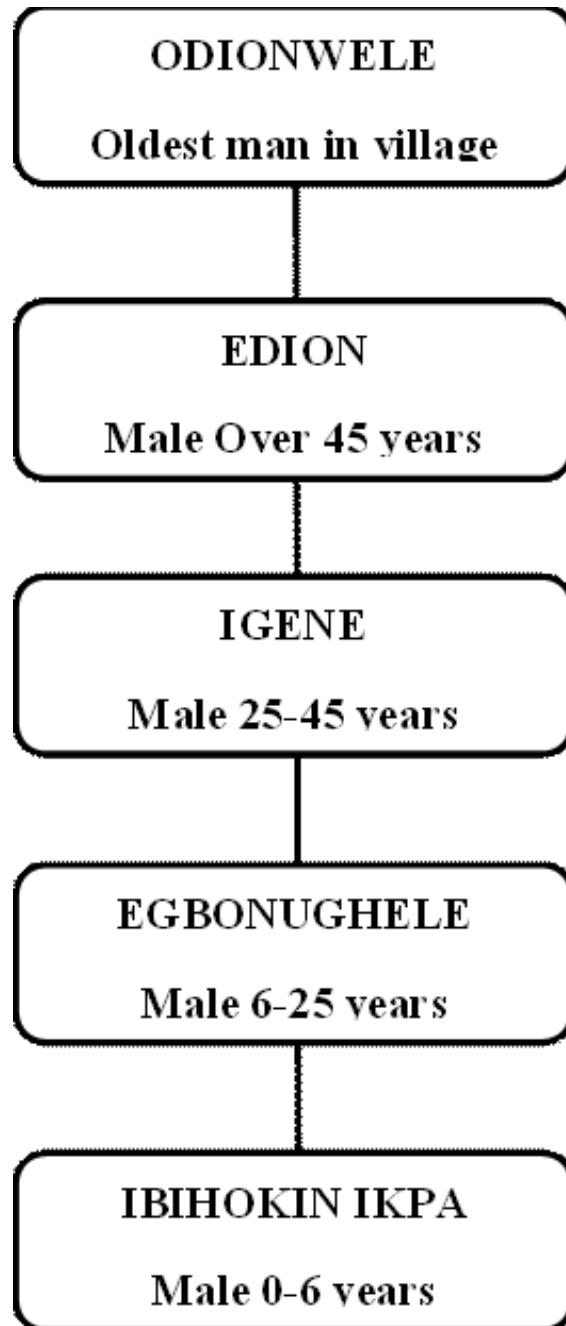 ODIONWELE
Oldest man in village
EDION
Male Over 45 years
IGENE
Male 25-45 years
EGBONUGHELE
Male 6-25 years
IBIHOKIN IKPA
Male 0-6 years